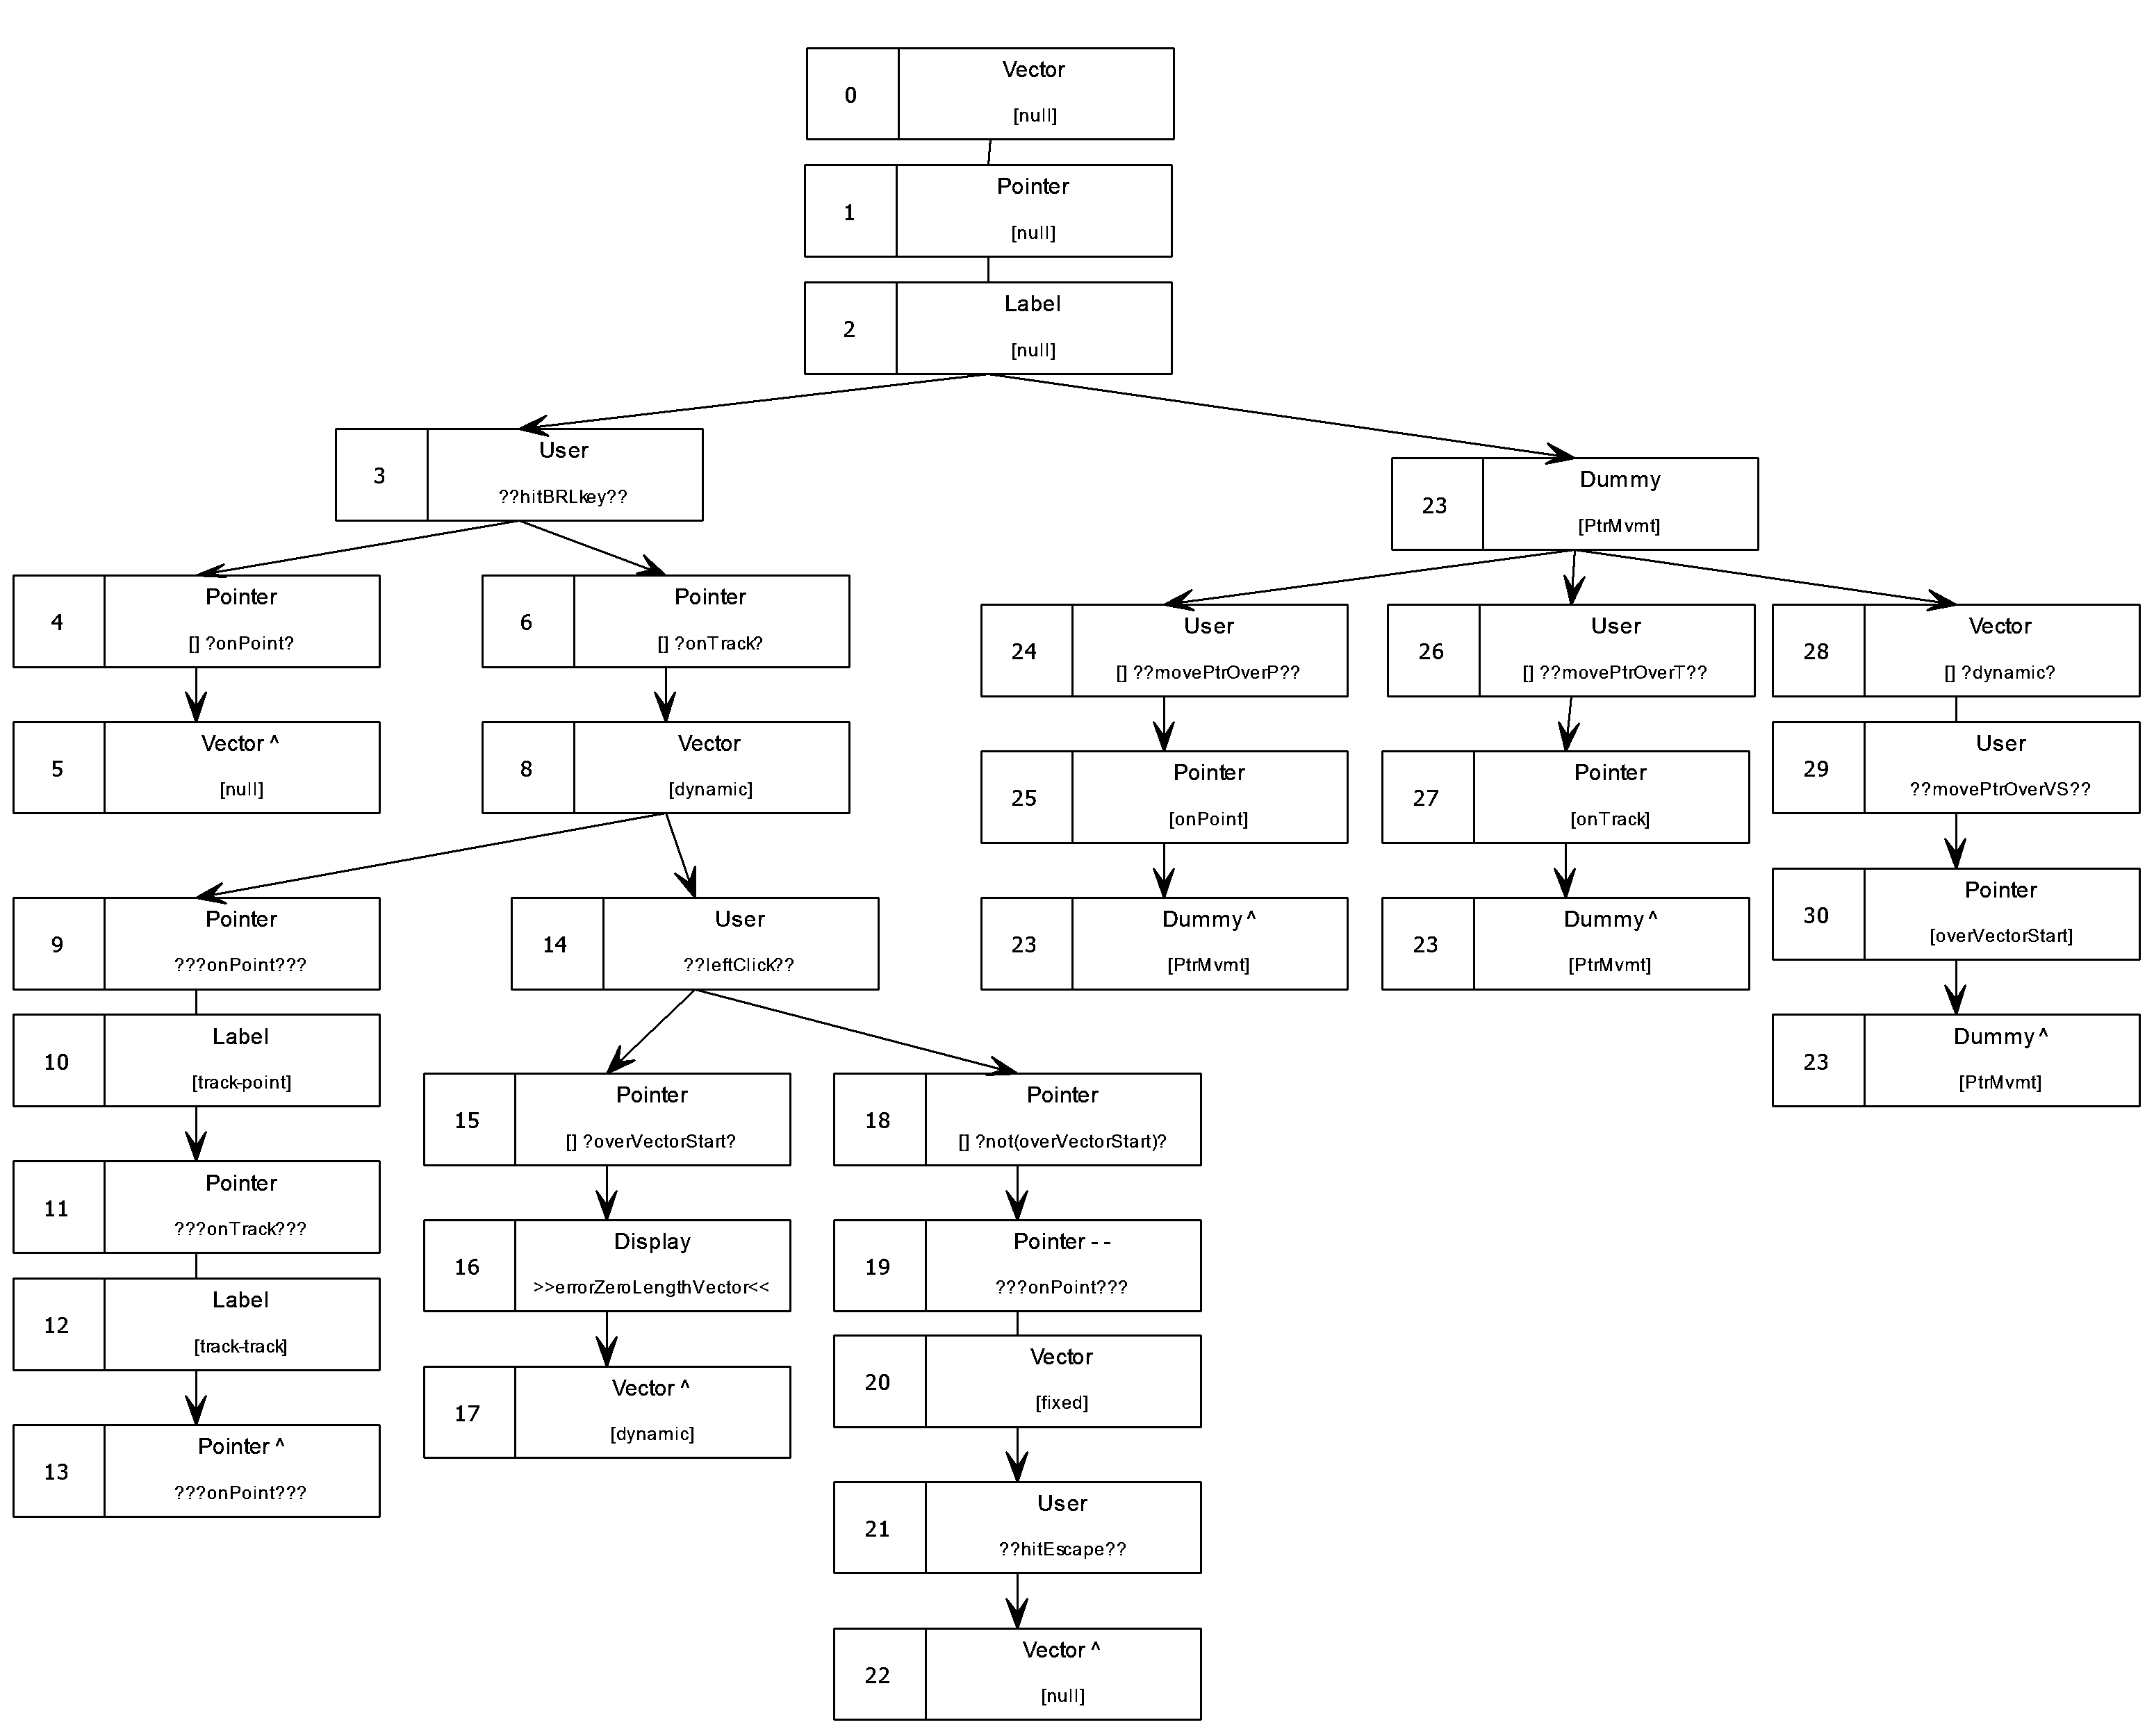 0
Vector
[null]
1
Pointer
[null]
2
Label
[null]
3
User
??hitBRLkey??
23
Dummy
[PtrMvmt]
4
Pointer
[] ?onPoint?
6
Pointer
[] ?onTrack?
24
User
[] ??movePtrOverP??
26
User
[] ??movePtrOverT??
28
Vector
[] ?dynamic?
5
Vector ^
[null]
8
Vector
[dynamic]
25
Pointer
[onPoint]
27
Pointer
[onTrack]
29
User
??movePtrOverVS??
9
Pointer
???onPoint???
14
User
??leftClick??
23
Dummy ^
[PtrMvmt]
23
Dummy ^
[PtrMvmt]
30
Pointer
[overVectorStart]
10
Label
[track-point]
15
Pointer
[] ?overVectorStart?
18
Pointer
[] ?not(overVectorStart)?
23
Dummy ^
[PtrMvmt]
11
Pointer
???onTrack???
16
Display
>>errorZeroLengthVector<<
19
Pointer - -
???onPoint???
12
Label
[track-track]
17
Vector ^
[dynamic]
20
Vector
[fixed]
13
Pointer ^
???onPoint???
21
User
??hitEscape??
22
Vector ^
[null]